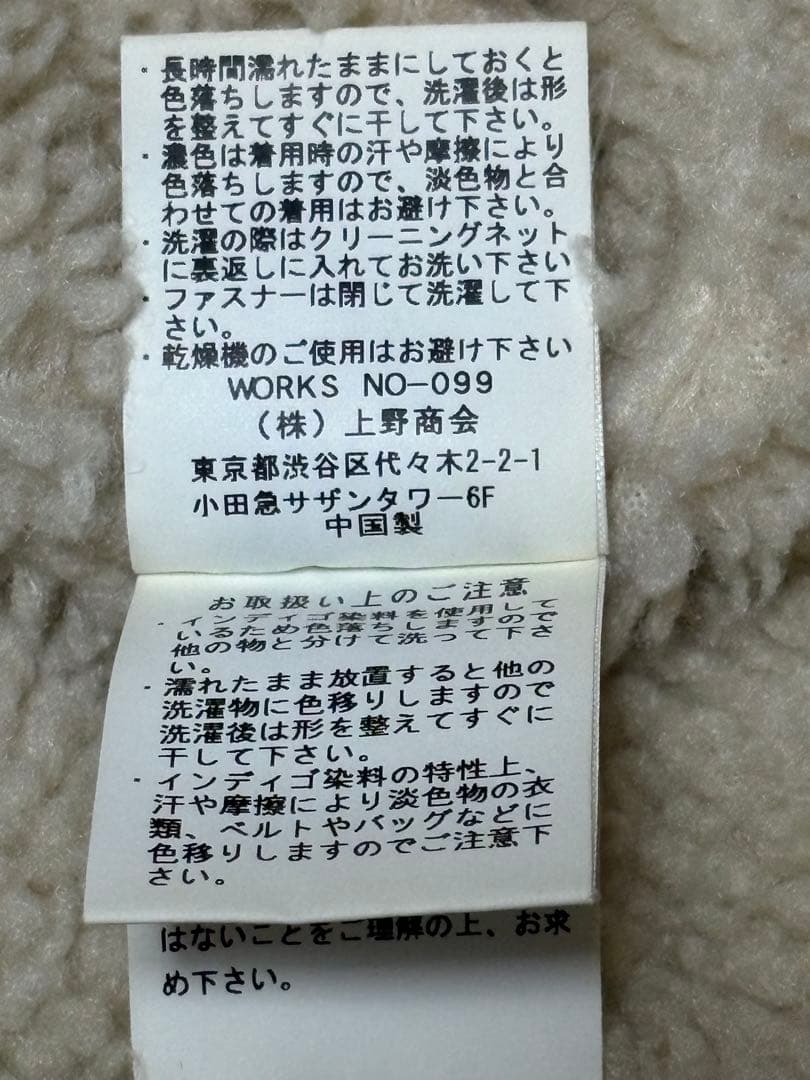 ・長時間濡れたままにしておくと
色落ちしますので、洗濯後は形
を整えてすぐに干して下さい。
・濃色は着用時の汗や摩擦により
色落ちしますので、淡色物と合
わせての着用はお避け下さい。
・洗濯の際はクリーニングネット
に裏返しに入れてお洗い下さい
・ファスナーは閉じて洗濯して下
さい。
・乾燥機のご使用はお避け下さい
WORKS NO-099
(株)上野商会
東京都渋谷区代々木2-2-1
小田急サザンタワー6F
中国製
お取扱い上のご注意
・インディゴ染料を使用して
いるため色落ちしますので
他の物と分けて洗って下さ
い。
・濡れたまま放置すると他の
洗濯物に色移りしますので
洗濯後は形を整えてすぐに
干して下さい。
・インディゴ染料の特性上、
汗や摩擦により淡色物の衣
類、ベルトやバッグなどに
色移りしますのでご注意下
さい。
はないことをご理解の上、お求
め下さい。